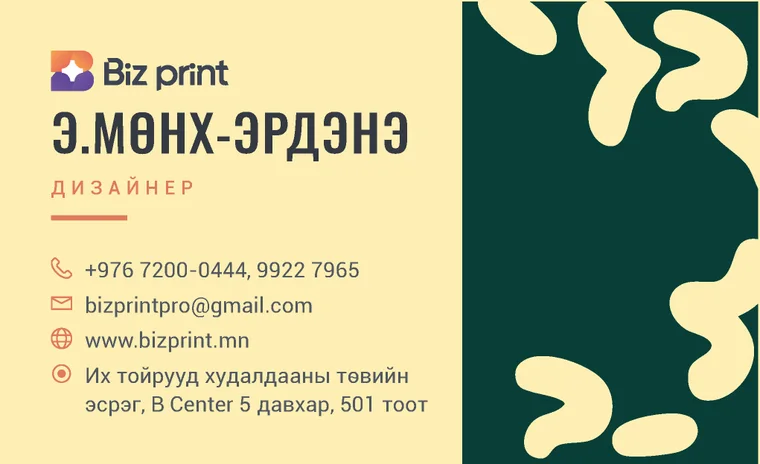 Biz print
Э.МӨНХ-ЭРДЭНЭ
ДИЗАЙНЕР
+976 7200-0444, 9922 7965
bizprintpro@gmail.com
www.bizprint.mn
Их тойрууд худалдааны төвийн
эсрэг, B Center 5 давхар, 501 тоот